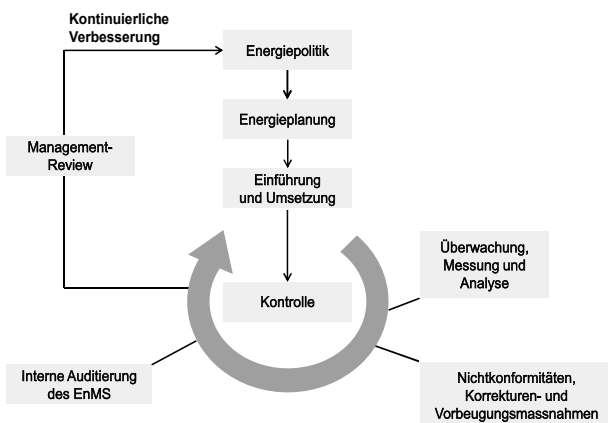 Kontinuierliche
Verbesserung
Energiepolitik
Energieplanung
Management-
Review
Einführung
und Umsetzung
Überwachung,
Messung und
Analyse
Kontrolle
Interne Auditierung
des EnMS
Nichtkonformitäten,
Korrekturen- und
Vorbeugungsmassnahmen